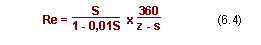 Re = S / 1 - 0,01S x 360 / z - s (6.4)